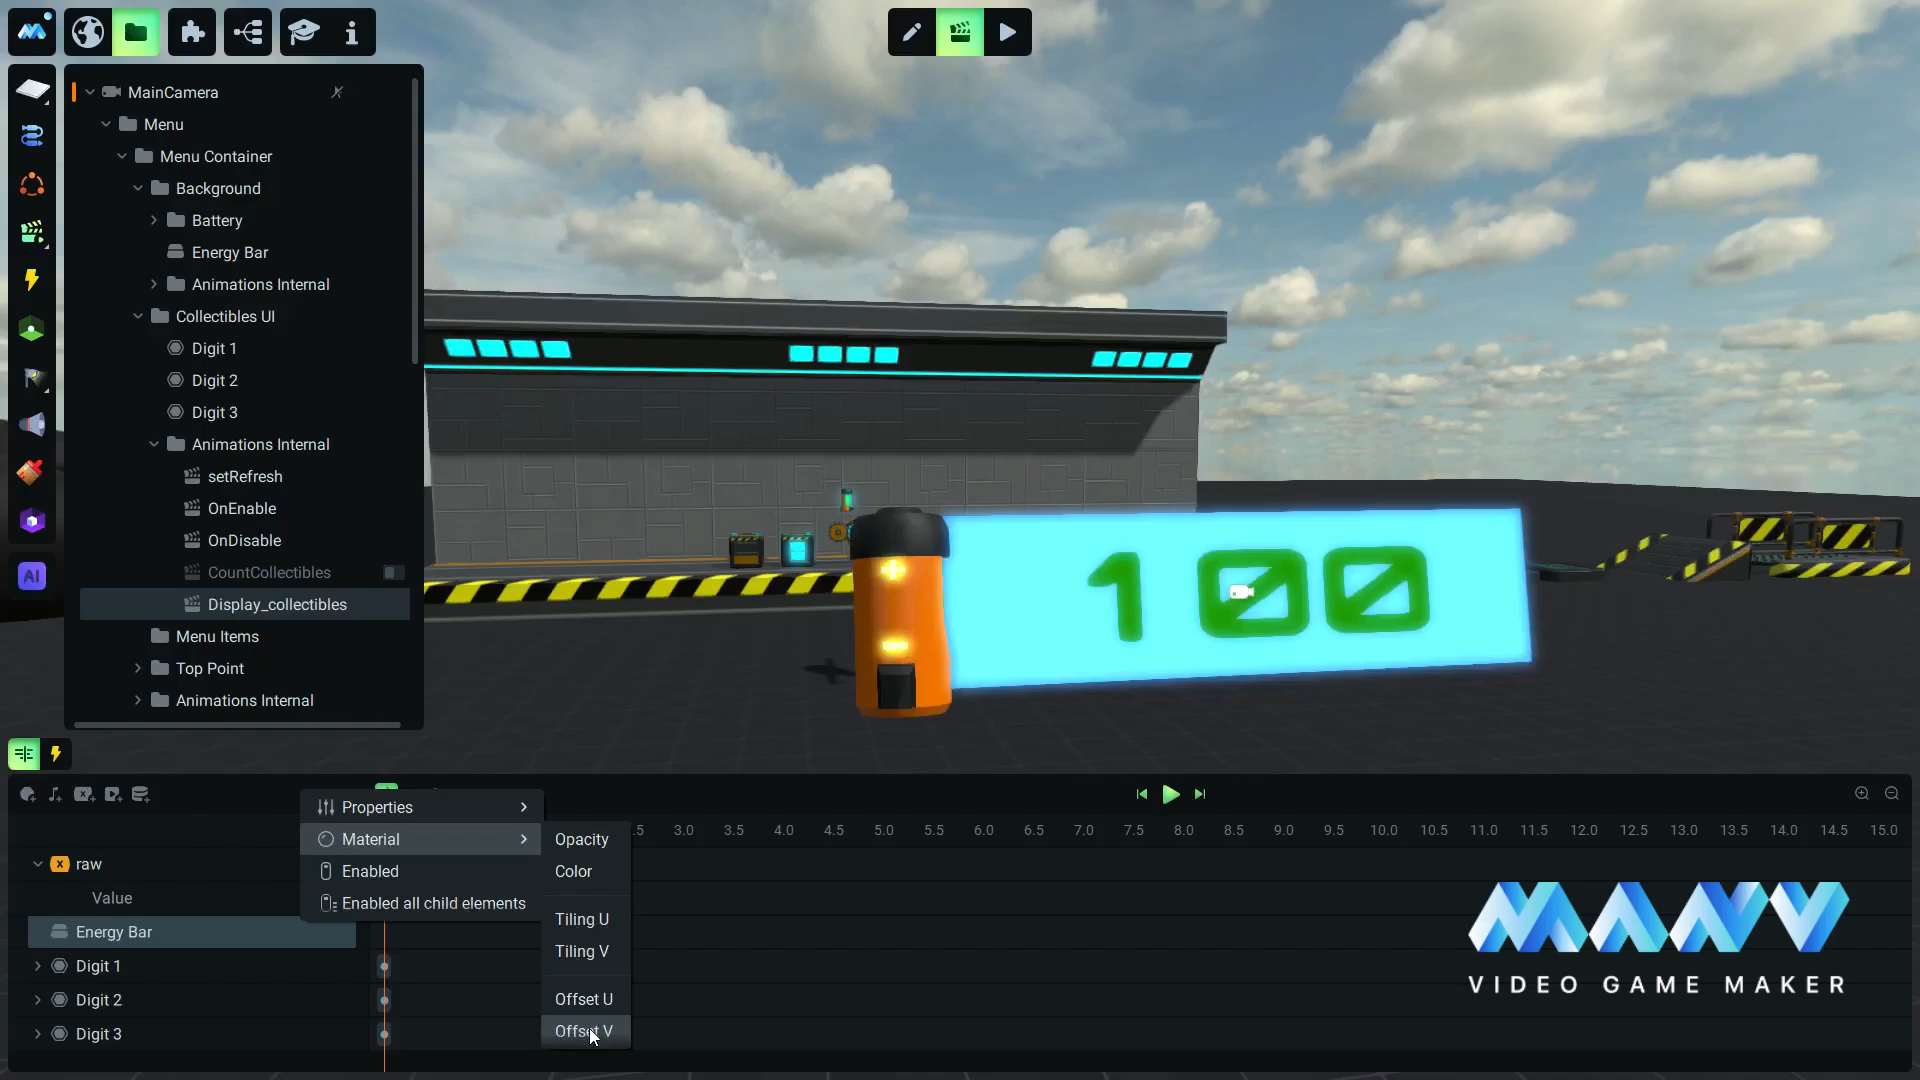 MainCamera
Menu
Menu Container
Background
Battery
Energy Bar
Animations Internal
Collectibles UI
Digit 1
Digit 2
Digit 3
Animations Internal
setRefresh
OnEnable
OnDisable
CountCollectibles
Display_collectibles
Menu Items
Top Point
Animations Internal
AI
100
Properties
Material
Enabled
Enabled all child elements
Opacity
Color
Tiling U
Tiling V
Offset U
Offset V
.5 3.0 3.5 4.0 4.5 5.0 5.5 6.0 6.5 7.0 7.5 8.0 8.5 9.0 9.5 10.0 10.5 11.0 11.5 12.0 12.5 13.0 13.5 14.0 14.5 15.0
x raw
Value
Energy Bar
Digit 1
Digit 2
Digit 3
MANV
VIDEO GAME MAKER